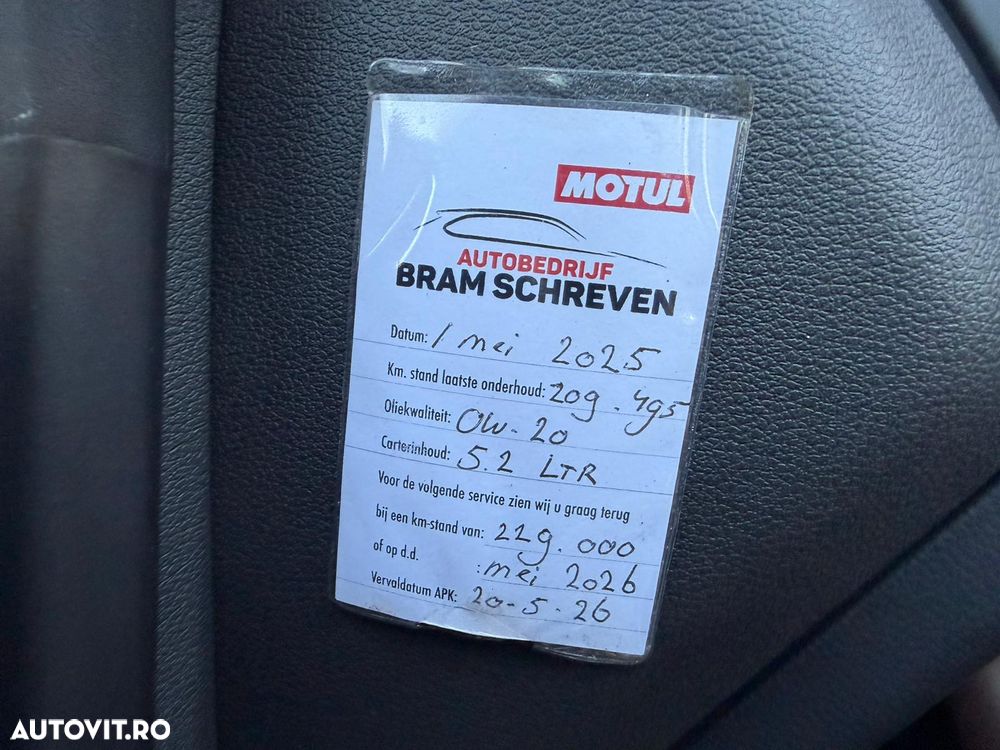 MOTUL
AUTOBEDRIJF
BRAM SCHREVEN
Datum: 1 mei 2025
Km. stand laatste onderhoud: 209.495
Oliekwaliteit: 0W-20
Carterinhoud: 5.2 LTR
Voor de volgende service zien wij u graag terug
bij een km-stand van: 229.000
of op d.d. : mei 2026
Vervaldatum APK: 20-5-26
AUTOVIT.RO